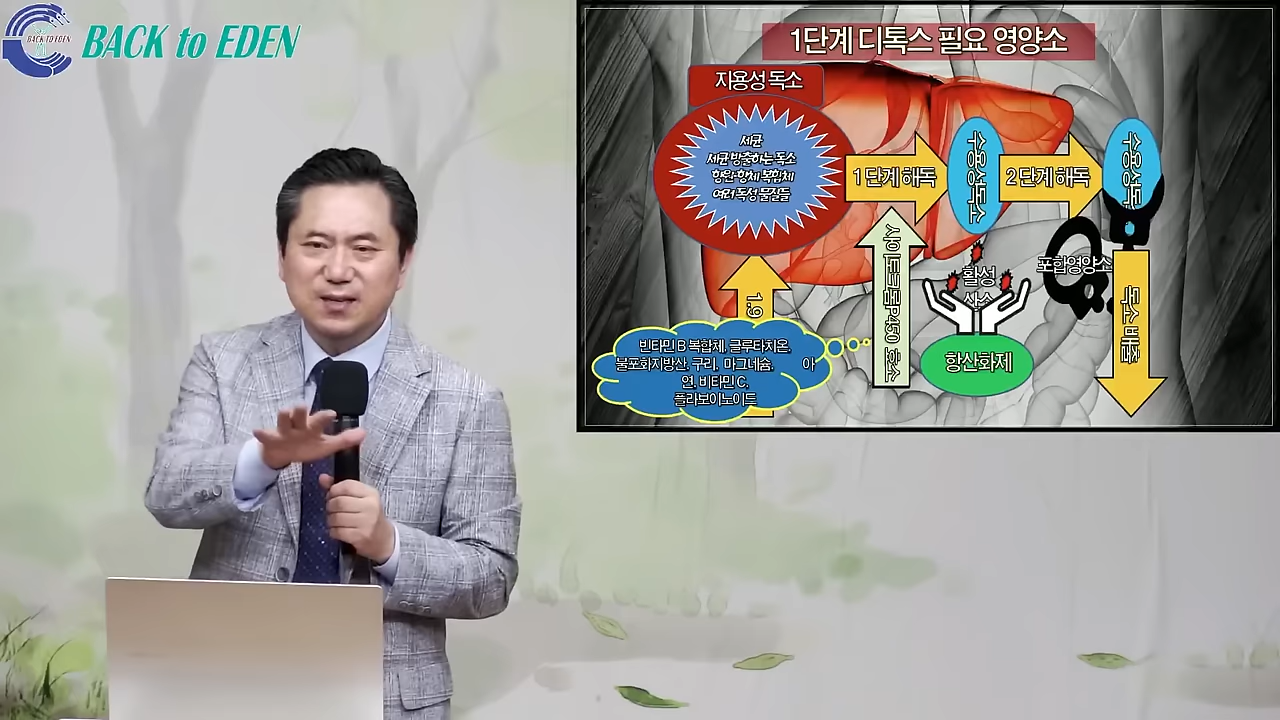 BACK TO EDEN
BACK to EDEN
1단계 디톡스 필요 영양소
지용성 독소
세균
세균 방출하는 독소
항원-항체 복합체
여러 독성 물질들
1단계 해독
수용성독소
2단계 해독
수용성독
사이토크롬P450 효소
활성
산소
포합영양소
항산화제
독소 배출
1.9
빈타민 B 복합체, 글루타치온,
불포화지방산, 구리, 마그네슘, 아
연, 비타민 C,
플라보이노이드